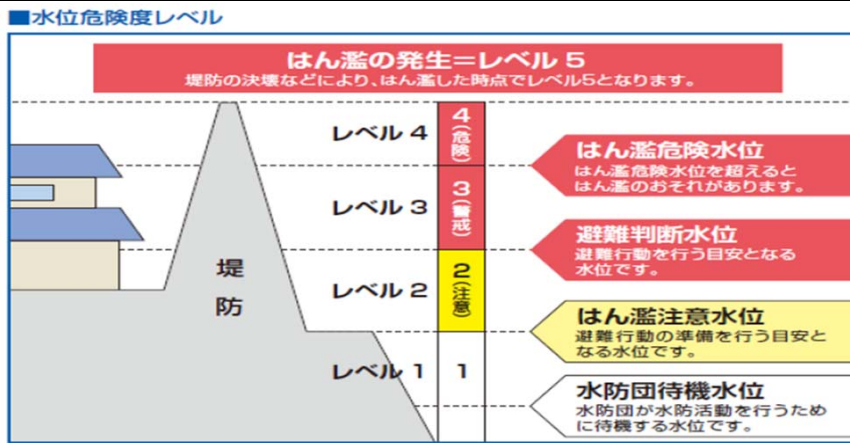 ■水位危険度レベル
はん濫の発生=レベル 5
堤防の決壊などにより、はん濫した時点でレベル5となります。
レベル 4
4(危険)
はん濫危険水位
はん濫危険水位を超えると
はん濫のおそれがあります。
レベル 3
3(警戒)
避難判断水位
避難行動を行う目安となる
水位です。
堤防
レベル 2
2(注意)
はん濫注意水位
避難行動の準備を行う目安と
なる水位です。
レベル 1
1
水防団待機水位
水防団が水防活動を行うため
に待機する水位です。